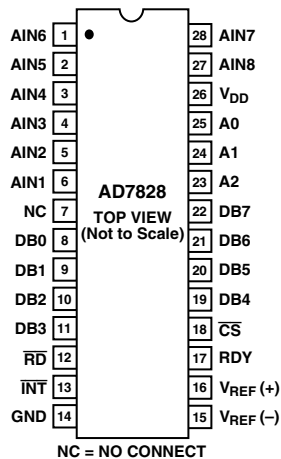 AIN6 1 28 AIN7
AIN5 2 27 AIN8
AIN4 3 26 VDD
AIN3 4 25 A0
AIN2 5 24 A1
AIN1 6 23 A2
AD7828
NC 7 22 DB7
TOP VIEW
DB0 8 (Not to Scale) 21 DB6
DB1 9 20 DB5
DB2 10 19 DB4
DB3 11 18 C̅S̅
R̅D̅ 12 17 RDY
I̅N̅T̅ 13 16 VREF (+)
GND 14 15 VREF (–)
NC = NO CONNECT